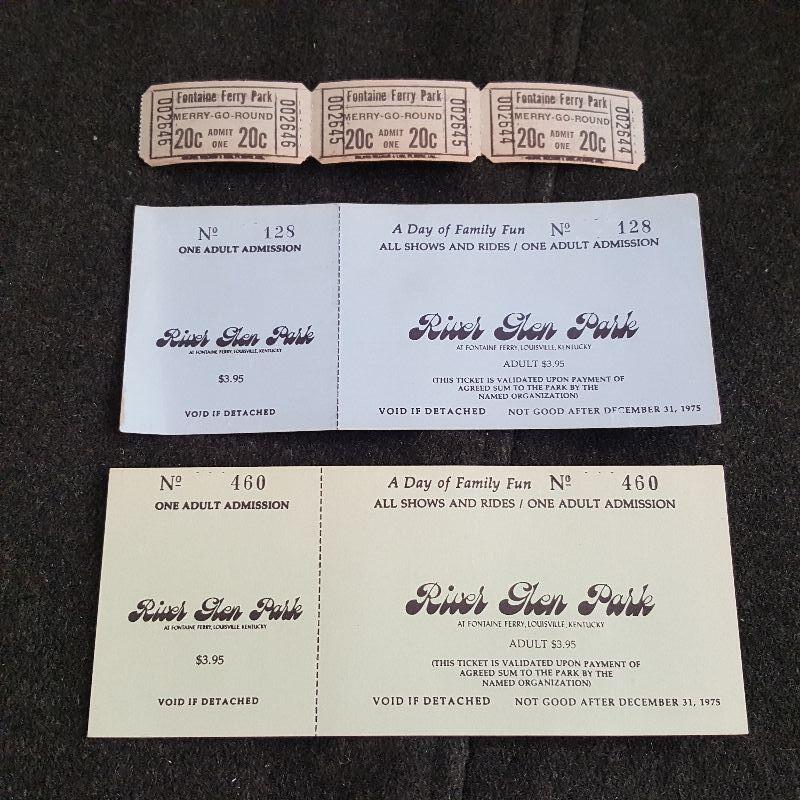 Fontaine Ferry Park
002646 MERRY-GO-ROUND 002646
20c ADMIT ONE 20c
Fontaine Ferry Park
002645 MERRY-GO-ROUND 002645
20c ADMIT ONE 20c
Fontaine Ferry Park
002644 MERRY-GO-ROUND 002644
20c ADMIT ONE 20c
Nº 128
ONE ADULT ADMISSION
River Glen Park
AT FONTAINE FERRY, LOUISVILLE, KENTUCKY
$3.95
VOID IF DETACHED
A Day of Family Fun Nº 128
ALL SHOWS AND RIDES / ONE ADULT ADMISSION
River Glen Park
AT FONTAINE FERRY, LOUISVILLE, KENTUCKY
ADULT $3.95
(THIS TICKET IS VALIDATED UPON PAYMENT OF
AGREED SUM TO THE PARK BY THE
NAMED ORGANIZATION)
VOID IF DETACHED NOT GOOD AFTER DECEMBER 31, 1975
Nº 460
ONE ADULT ADMISSION
River Glen Park
AT FONTAINE FERRY, LOUISVILLE, KENTUCKY
$3.95
VOID IF DETACHED
A Day of Family Fun Nº 460
ALL SHOWS AND RIDES / ONE ADULT ADMISSION
River Glen Park
AT FONTAINE FERRY, LOUISVILLE, KENTUCKY
ADULT $3.95
(THIS TICKET IS VALIDATED UPON PAYMENT OF
AGREED SUM TO THE PARK BY THE
NAMED ORGANIZATION)
VOID IF DETACHED NOT GOOD AFTER DECEMBER 31, 1975